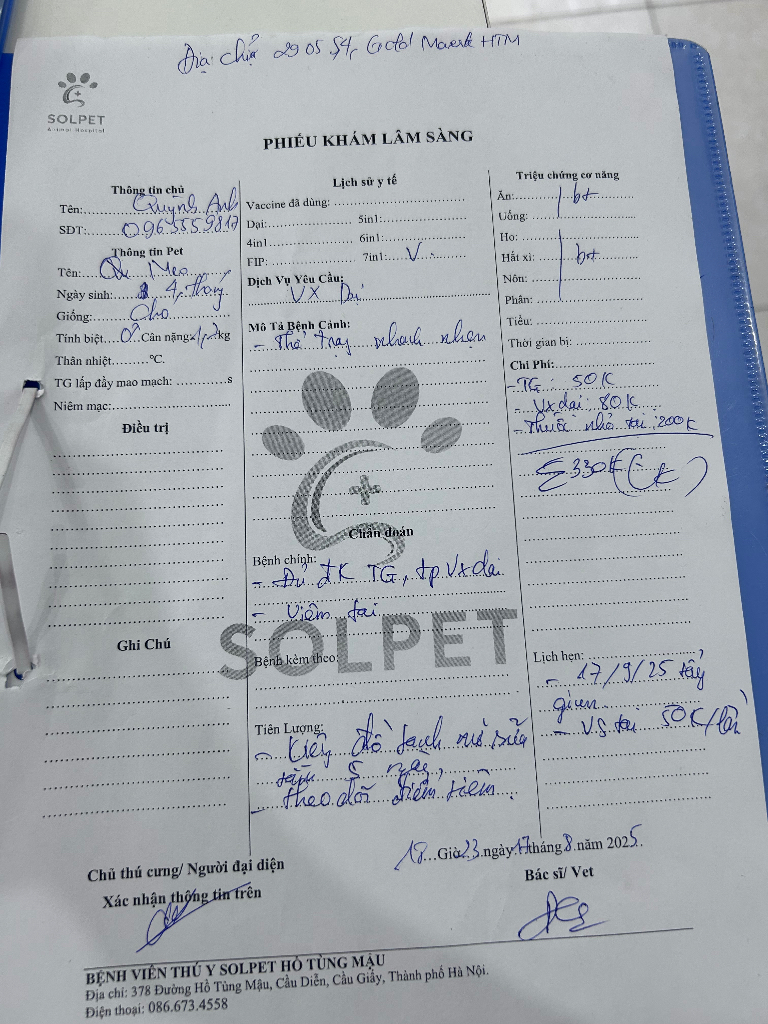 Địa chỉ 2905 S4, Gold Mark HTM
SOLPET
Animal Hospital
PHIẾU KHÁM LÂM SÀNG
Thông tin chủ
Tên: Quỳnh Anh
SĐT: 0965559817
Thông tin Pet
Tên: Mèo
Ngày sinh: 4 tháng
Giống: Chó
Tính biệt Cân nặng kg
Thân nhiệt °C.
TG lấp đầy mao mạch: s
Niêm mạc:
Điều trị
Ghi Chú
Lịch sử y tế
Vaccine đã dùng:
Dại: 5in1:
4in1 6in1:
FIP: 7in1: V
Dịch Vụ Yêu Cầu:
VX Dại
Mô Tả Bệnh Cảnh:
- Thể trạng nhanh nhẹn
Chẩn đoán
Bệnh chính:
- Đủ ĐK TG, tp Vx dại
- Viêm tai
SOLPET
Bệnh kèm theo:
Tiên Lượng:
- Kiêng đồ tanh mỡ sữa
tắm 5 ngày,
- theo dõi điểm tiêm.
Triệu chứng cơ năng
Ăn: bt
Uống:
Ho:
Hắt xì: bt
Nôn:
Phân:
Tiểu:
Thời gian bị:
Chi Phí:
- TG: 50K
- Vx dại: 80K
- Thuốc nhỏ tai: 200K
Σ 330K (CK)
Lịch hẹn:
- 17/9/25 tẩy
giun
- VS tai 50K/lần
18 Giờ 23 ngày 17 tháng 8 năm 2025.
Chủ thú cưng/ Người đại diện
Xác nhận thông tin trên
Bác sĩ/ Vet
BỆNH VIỆN THÚ Y SOLPET HỒ TÙNG MẬU
Địa chỉ: 378 Đường Hồ Tùng Mậu, Cầu Diễn, Cầu Giấy, Thành phố Hà Nội.
Điện thoại: 086.673.4558